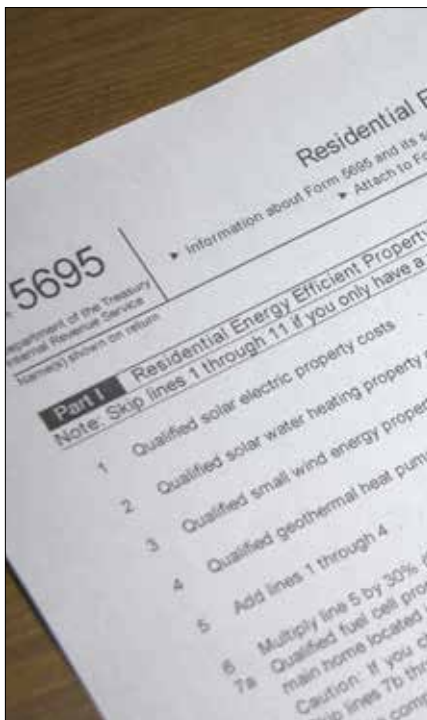 Residential
Information about Form 5695 and its
Attach to
5695
Department of the Treasury
Internal Revenue Service
Name(s) shown on return
Part I Residential Energy Efficient Property
Note: Skip lines 1 through 11 if you only have a
1 Qualified solar electric property costs
2 Qualified solar water heating property
3 Qualified small wind energy
4 Qualified geothermal heat
5 Add lines 1 through 4
6 Multiply line 5 by 30%
7a Qualified fuel cell
main home located
Caution: If you
lines 7b